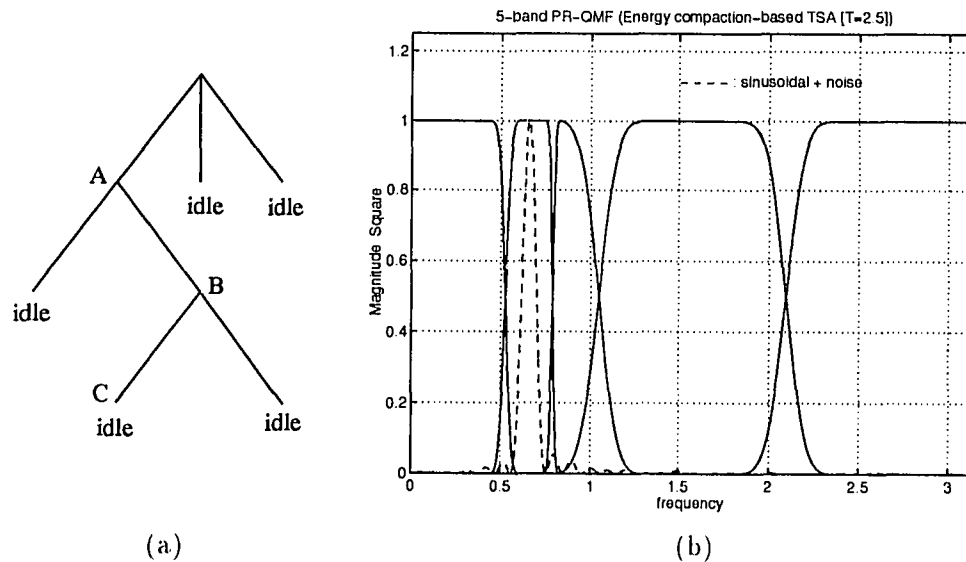 A
idle
idle
idle
B
C
idle
idle
(a)
5-band PR-QMF (Energy compaction-based TSA [T=2.5])
sinusoidal + noise
Magnitude Square
1.2
1
0.8
0.6
0.4
0.2
0
0
0.5
1
1.5
2
2.5
3
frequency
(b)